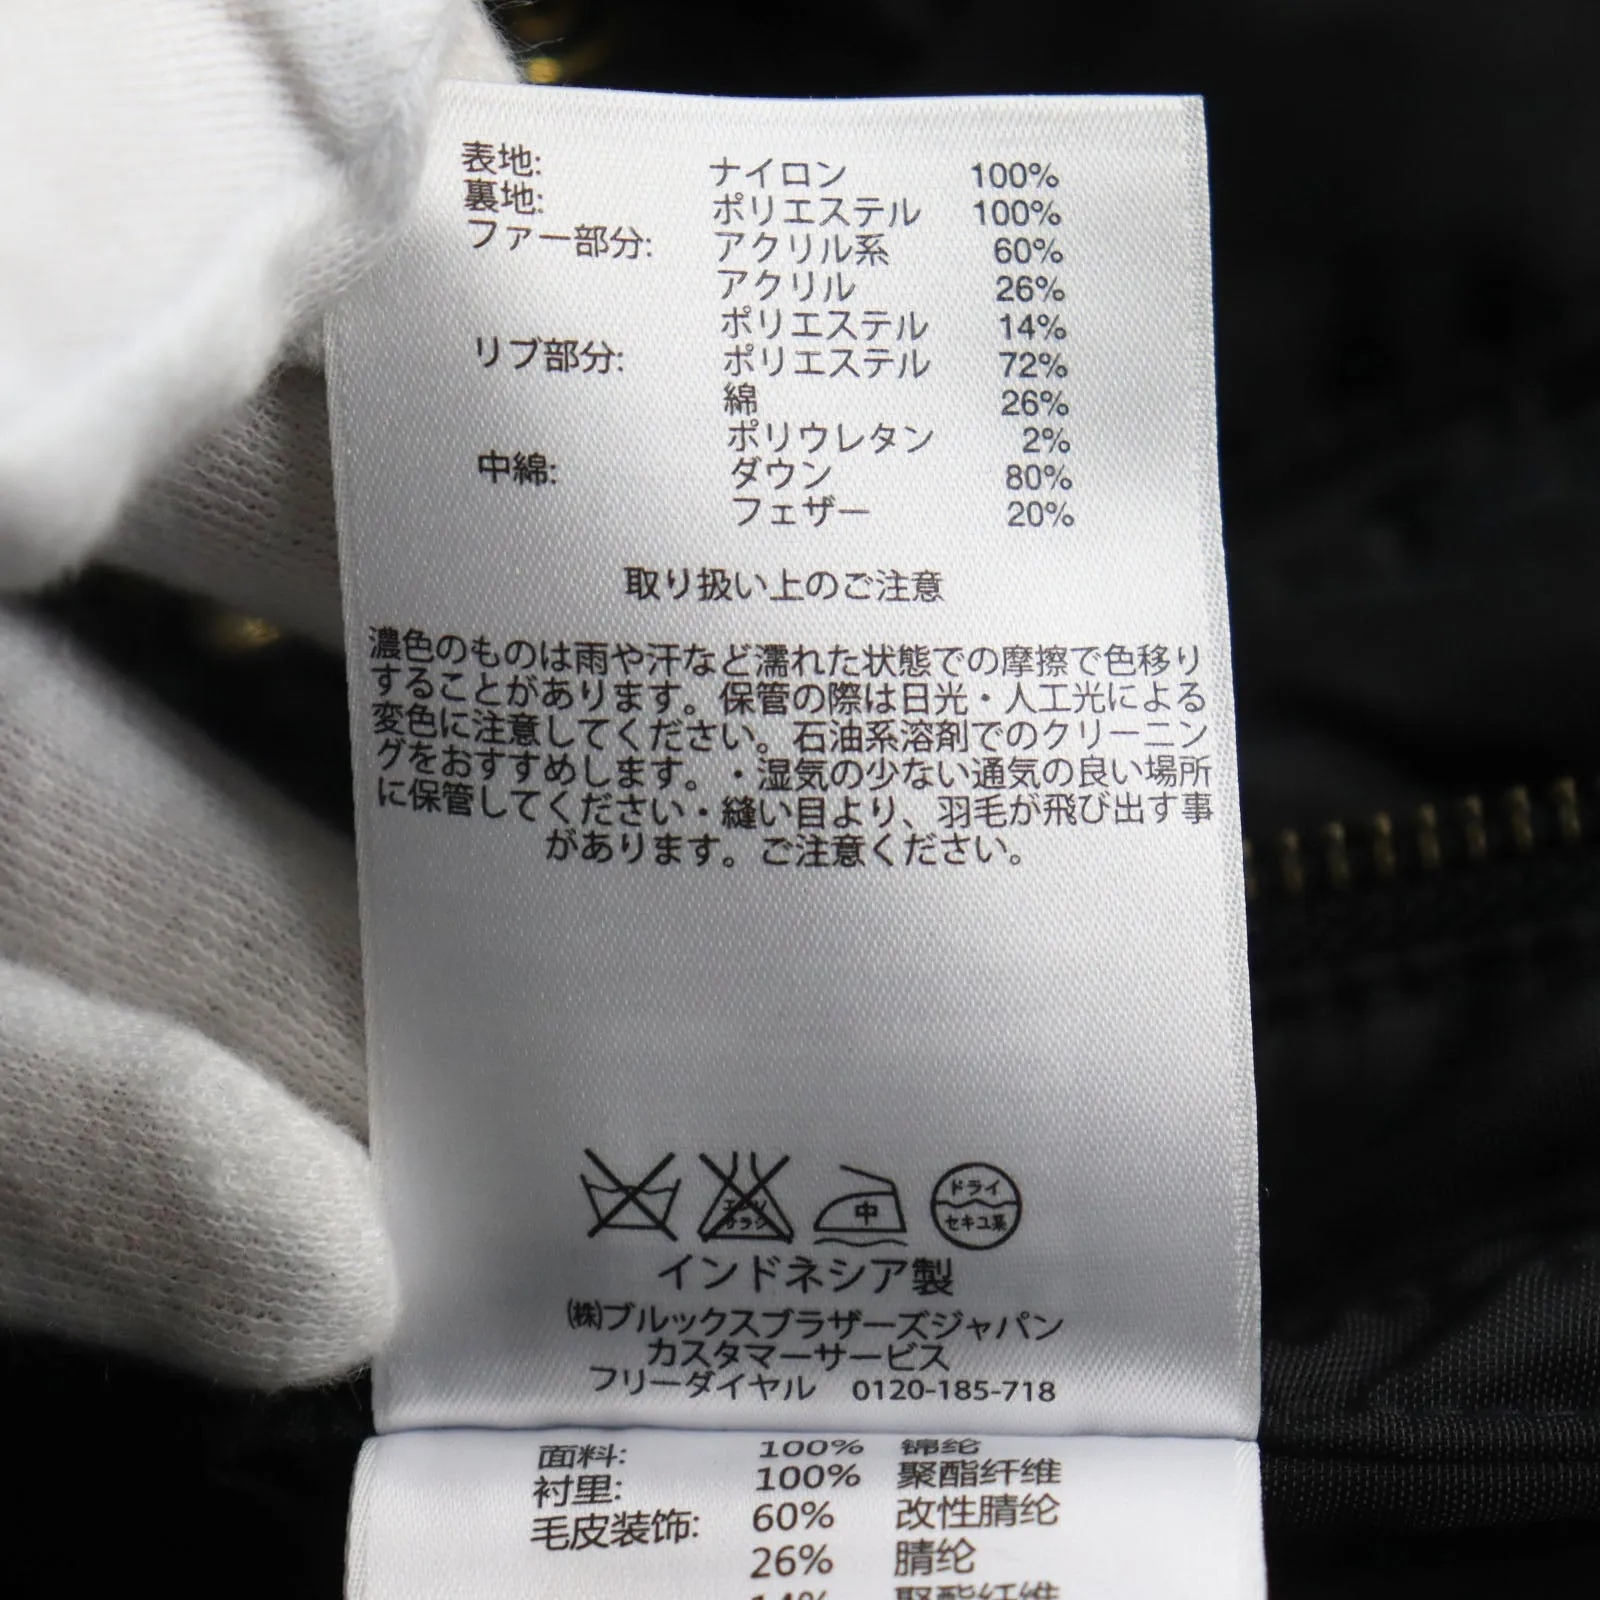 表地: ナイロン 100%
裏地: ポリエステル 100%
ファー部分: アクリル系 60%
アクリル 26%
ポリエステル 14%
リブ部分: ポリエステル 72%
綿 26%
ポリウレタン 2%
中綿: ダウン 80%
フェザー 20%
取り扱い上のご注意
濃色のものは雨や汗など濡れた状態での摩擦で色移り
することがあります。保管の際は日光・人工光による
変色に注意してください。石油系溶剤でのクリーニン
グをおすすめします。・湿気の少ない通気の良い場所
に保管してください・縫い目より、羽毛が飛び出す事
があります。ご注意ください。
エンソ サラシ 中 ドライ セキユ系
インドネシア製
㈱ブルックスブラザーズジャパン
カスタマーサービス
フリーダイヤル 0120-185-718
面料: 100% 锦纶
衬里: 100% 聚酯纤维
毛皮装饰: 60% 改性腈纶
26% 腈纶
14% 聚酯纤维